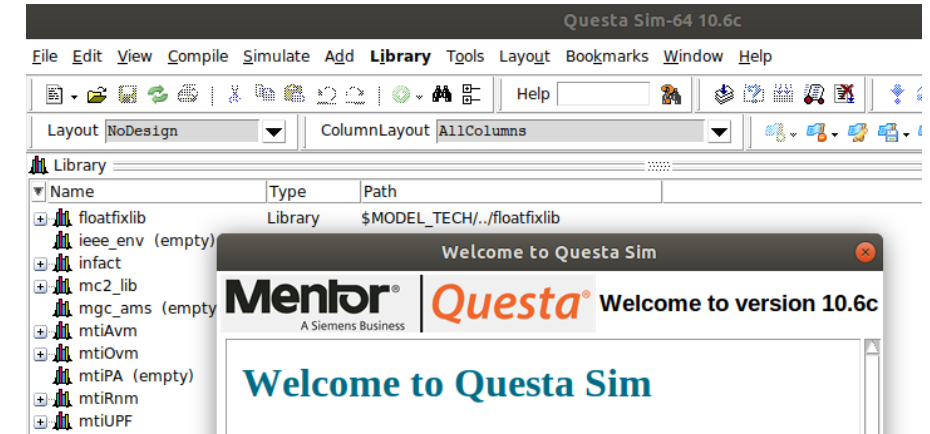 Questa Sim-64 10.6c
File Edit View Compile Simulate Add Library Tools Layout Bookmarks Window Help
Help
Layout NoDesign ColumnLayout AllColumns
Library
Name Type Path
floatfixlib Library $MODEL_TECH/../floatfixlib
ieee_env (empty)
infact
mc2_lib
mgc_ams (empty
mtiAvm
mtiOvm
mtiPA (empty)
mtiRnm
mtiUPF
Welcome to Questa Sim
Mentor® Questa® Welcome to version 10.6c
A Siemens Business
Welcome to Questa Sim